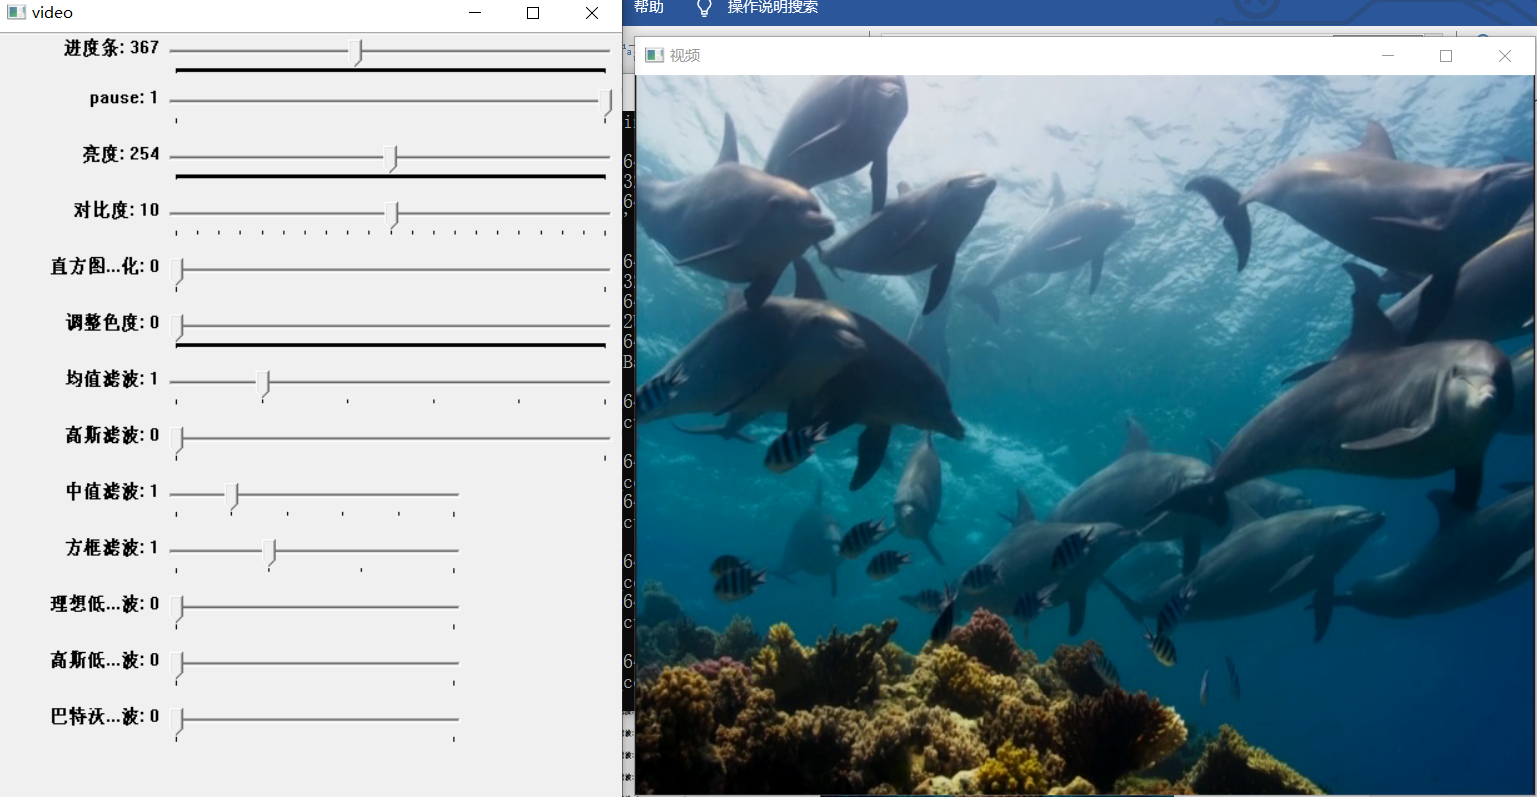 video
进度条: 367
pause: 1
亮度: 254
对比度: 10
直方图...化: 0
调整色度: 0
均值滤波: 1
高斯滤波: 0
中值滤波: 1
方框滤波: 1
理想低...波: 0
高斯低...波: 0
巴特沃...波: 0
帮助
操作说明搜索
视频